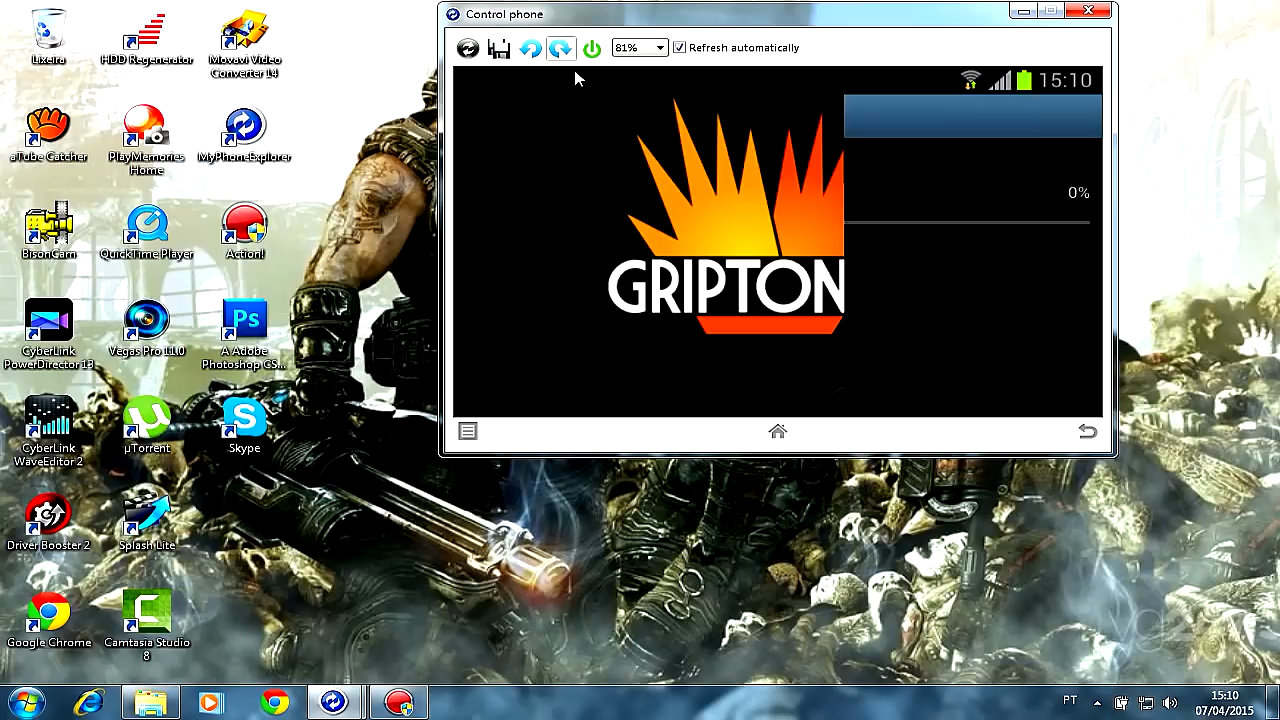 Control phone
81%
Refresh automatically
15:10
0%
GRIPTON
Lixeira
HDD Regenerator
Movavi Video
Converter 14
aTube Catcher
PlayMemories
Home
MyPhoneExplorer
BisonCam
QuickTime Player
Action!
CyberLink
PowerDirector 13
Vegas Pro 11.0
Ps
A Adobe
Photoshop CS...
CyberLink
WaveEditor 2
µTorrent
Skype
Driver Booster 2
Splash Lite
Google Chrome
Camtasia Studio
8
PT
15:10
07/04/2015